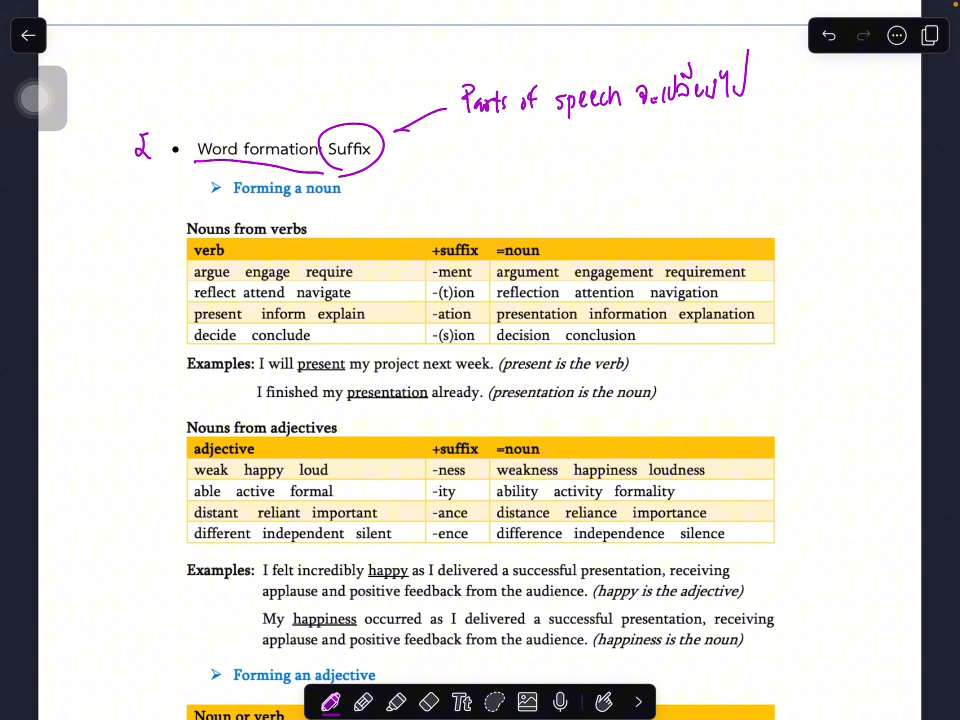 Parts of speech จะเปลี่ยนไป
2 • Word formation: Suffix
➢ Forming a noun
Nouns from verbs
verb +suffix =noun
argue engage require -ment argument engagement requirement
reflect attend navigate -(t)ion reflection attention navigation
present inform explain -ation presentation information explanation
decide conclude -(s)ion decision conclusion
Examples: I will present my project next week. (present is the verb)
I finished my presentation already. (presentation is the noun)
Nouns from adjectives
adjective +suffix =noun
weak happy loud -ness weakness happiness loudness
able active formal -ity ability activity formality
distant reliant important -ance distance reliance importance
different independent silent -ence difference independence silence
Examples: I felt incredibly happy as I delivered a successful presentation, receiving
applause and positive feedback from the audience. (happy is the adjective)
My happiness occurred as I delivered a successful presentation, receiving
applause and positive feedback from the audience. (happiness is the noun)
➢ Forming an adjective
Tt
Noun or verb